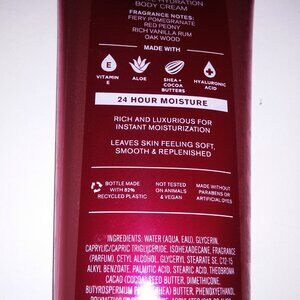 HYDRATION
BODY CREAM
FRAGRANCE NOTES:
FIERY POMEGRANATE
RED PEONY
RICH VANILLA RUM
OAK WOOD
MADE WITH
E
VITAMIN
E
ALOE
SHEA +
COCOA
BUTTERS
HYALURONIC
ACID
24 HOUR MOISTURE
RICH AND LUXURIOUS FOR
INSTANT MOISTURIZATION
LEAVES SKIN FEELING SOFT,
SMOOTH & REPLENISHED
BOTTLE MADE
WITH 82%
RECYCLED PLASTIC
NOT TESTED
ON ANIMALS
& VEGAN
MADE WITHOUT
PARABENS OR
ARTIFICIAL DYES
INGREDIENTS: WATER (AQUA, EAU), GLYCERIN,
CAPRYLIC/CAPRIC TRIGLYCERIDE, ISOHEXADECANE, FRAGRANCE
(PARFUM), CETYL ALCOHOL, GLYCERYL STEARATE SE, C12-15
ALKYL BENZOATE, PALMITIC ACID, STEARIC ACID, THEOBROMA
CACAO (COCOA) SEED BUTTER, DIMETHICONE,
BUTYROSPERMUM PARKII (SHEA) BUTTER, PHENOXYETHANOL,